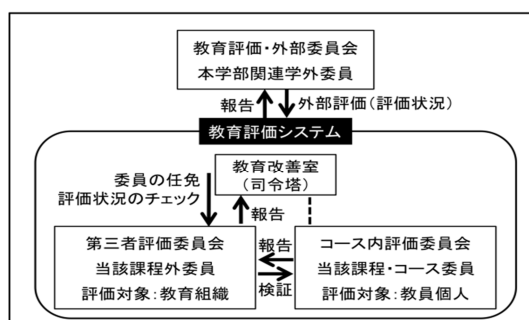 教育評価・外部委員会
本学部関連学外委員
報告
外部評価(評価状況)
教育評価システム
教育改善室
(司令塔)
委員の任免
評価状況のチェック
報告
第三者評価委員会
当該課程外委員
評価対象:教育組織
報告
検証
コース内評価委員会
当該課程・コース委員
評価対象:教員個人